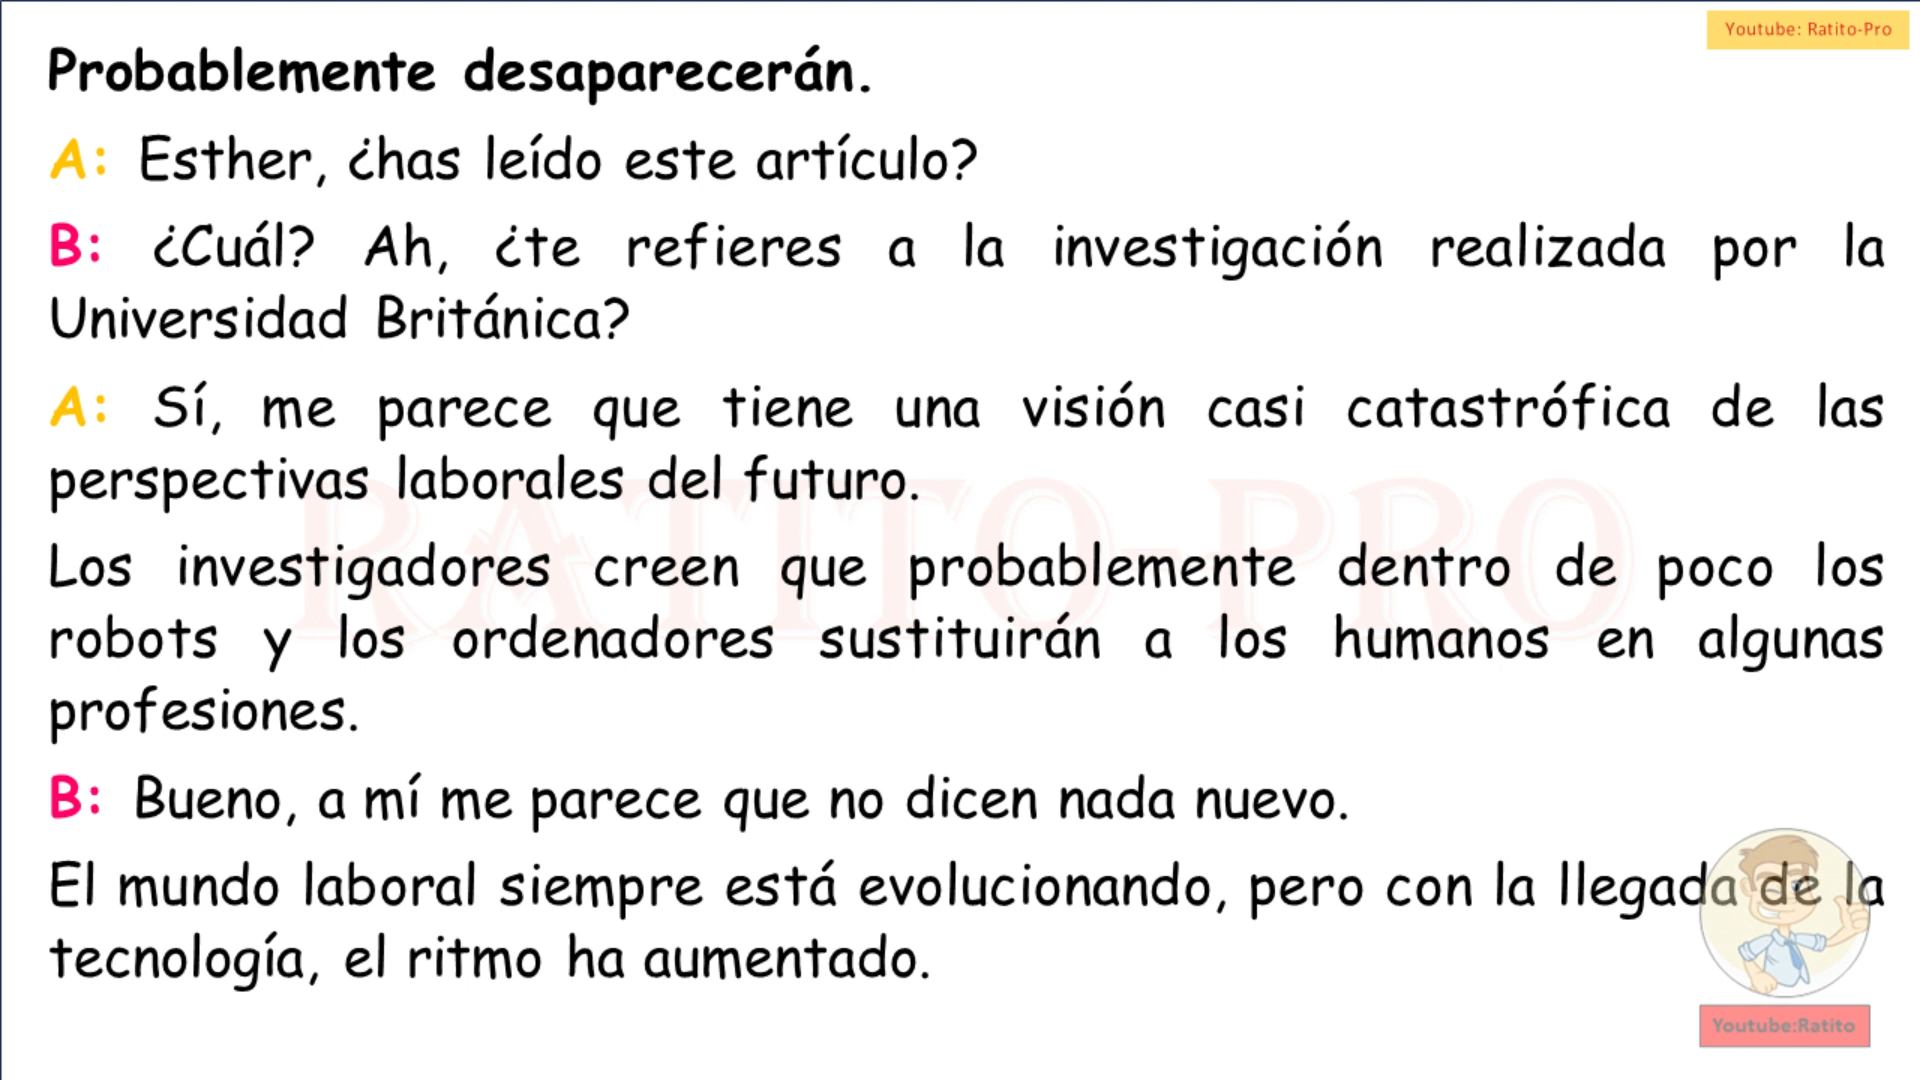 Youtube: Ratito-Pro
Probablemente desaparecerán.
A: Esther, ¿has leído este artículo?
B: ¿Cuál? Ah, ¿te refieres a la investigación realizada por la
Universidad Británica?
A: Sí, me parece que tiene una visión casi catastrófica de las
perspectivas laborales del futuro.
RATITO-PRO
Los investigadores creen que probablemente dentro de poco los
robots y los ordenadores sustituirán a los humanos en algunas
profesiones.
B: Bueno, a mí me parece que no dicen nada nuevo.
El mundo laboral siempre está evolucionando, pero con la llegada de la
tecnología, el ritmo ha aumentado.
Youtube:Ratito